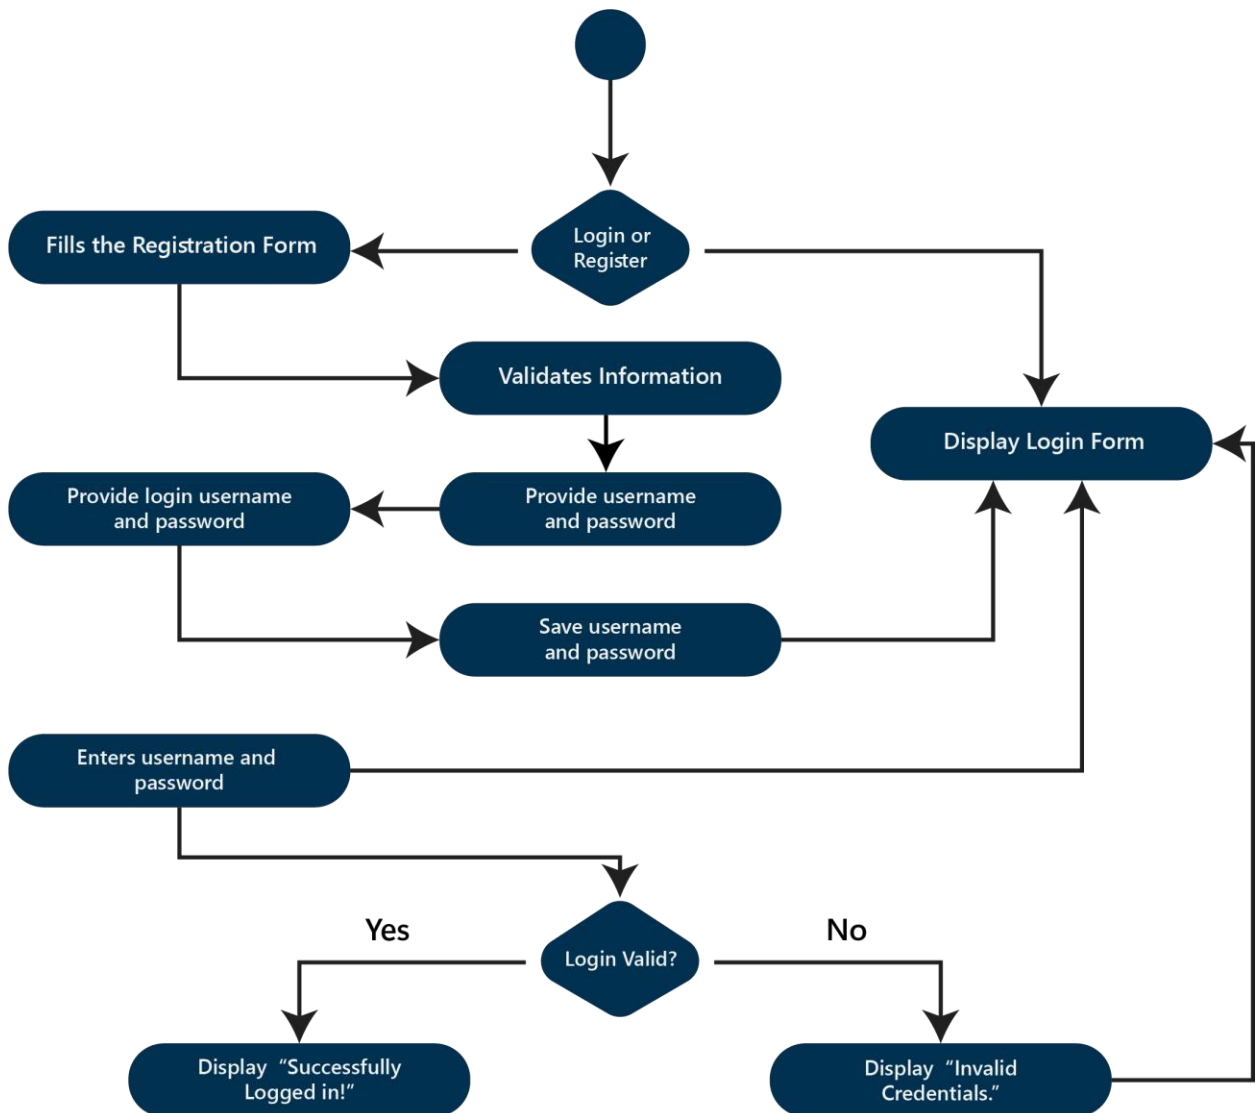 Login or
Register
Fills the Registration Form
Validates Information
Display Login Form
Provide login username
and password
Provide username
and password
Save username
and password
Enters username and
password
Yes
No
Login Valid?
Display “Successfully
Logged in!”
Display “Invalid
Credentials.”